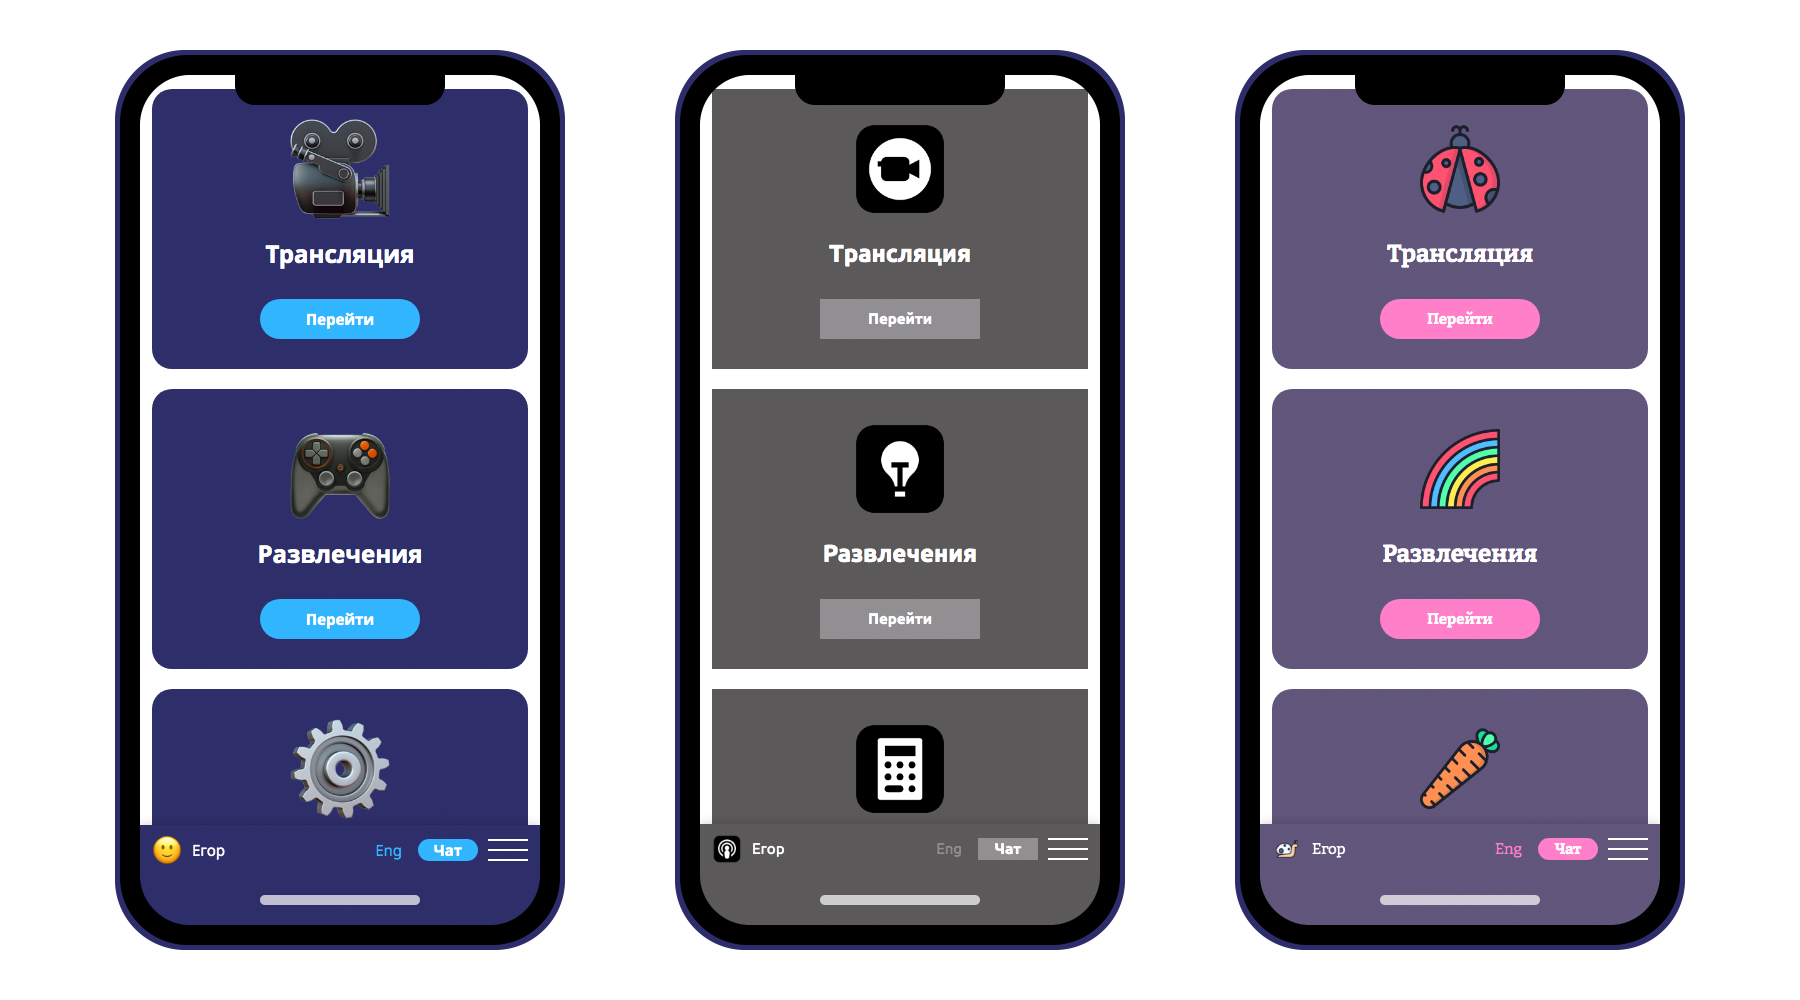 Трансляция
Перейти
Развлечения
Перейти
Егор Eng Чат
Трансляция
Перейти
Развлечения
Перейти
Егор Eng Чат
Трансляция
Перейти
Развлечения
Перейти
Егор Eng Чат